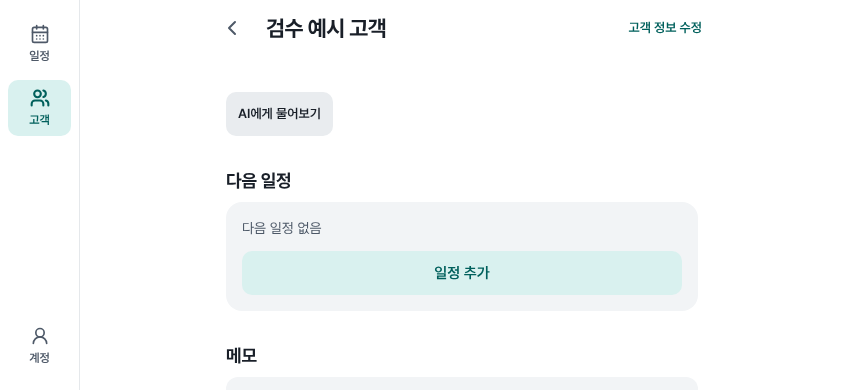 일정
고객
계정
검수 예시 고객
고객 정보 수정
AI에게 물어보기
다음 일정
다음 일정 없음
일정 추가
메모